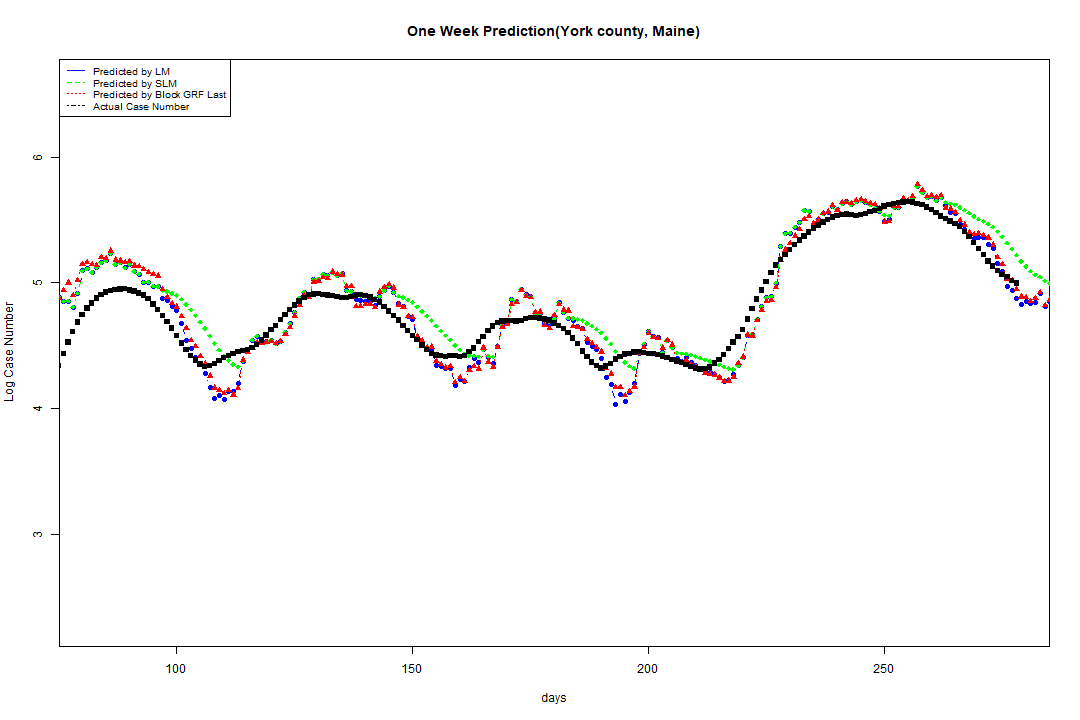 One Week Prediction(York county, Maine)
Predicted by LM
Predicted by SLM
Predicted by Block GRF Last
Actual Case Number
6
5
4
3
Log Case Number
100 150 200 250
days